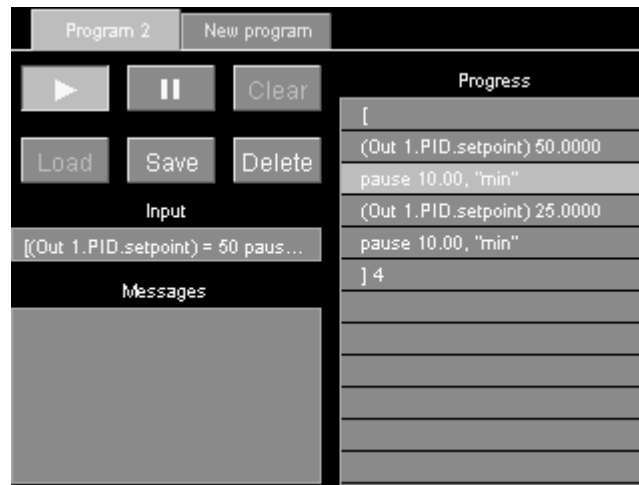 Program 2
New program
Clear
Load
Save
Delete
Input
[(Out 1.PID.setpoint) = 50 paus...
Messages
Progress
[
(Out 1.PID.setpoint) 50.0000
pause 10.00, "min"
(Out 1.PID.setpoint) 25.0000
pause 10.00, "min"
] 4